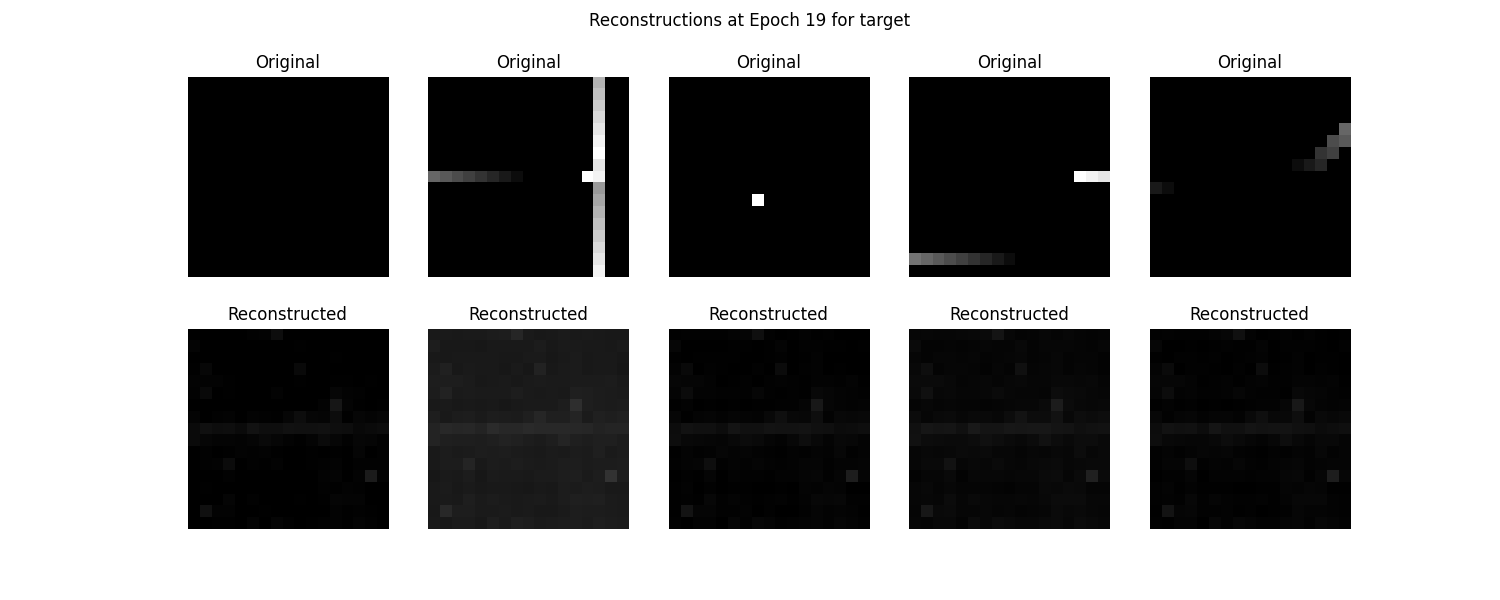 Reconstructions at Epoch 19 for target
Original Original Original Original Original
Reconstructed Reconstructed Reconstructed Reconstructed Reconstructed